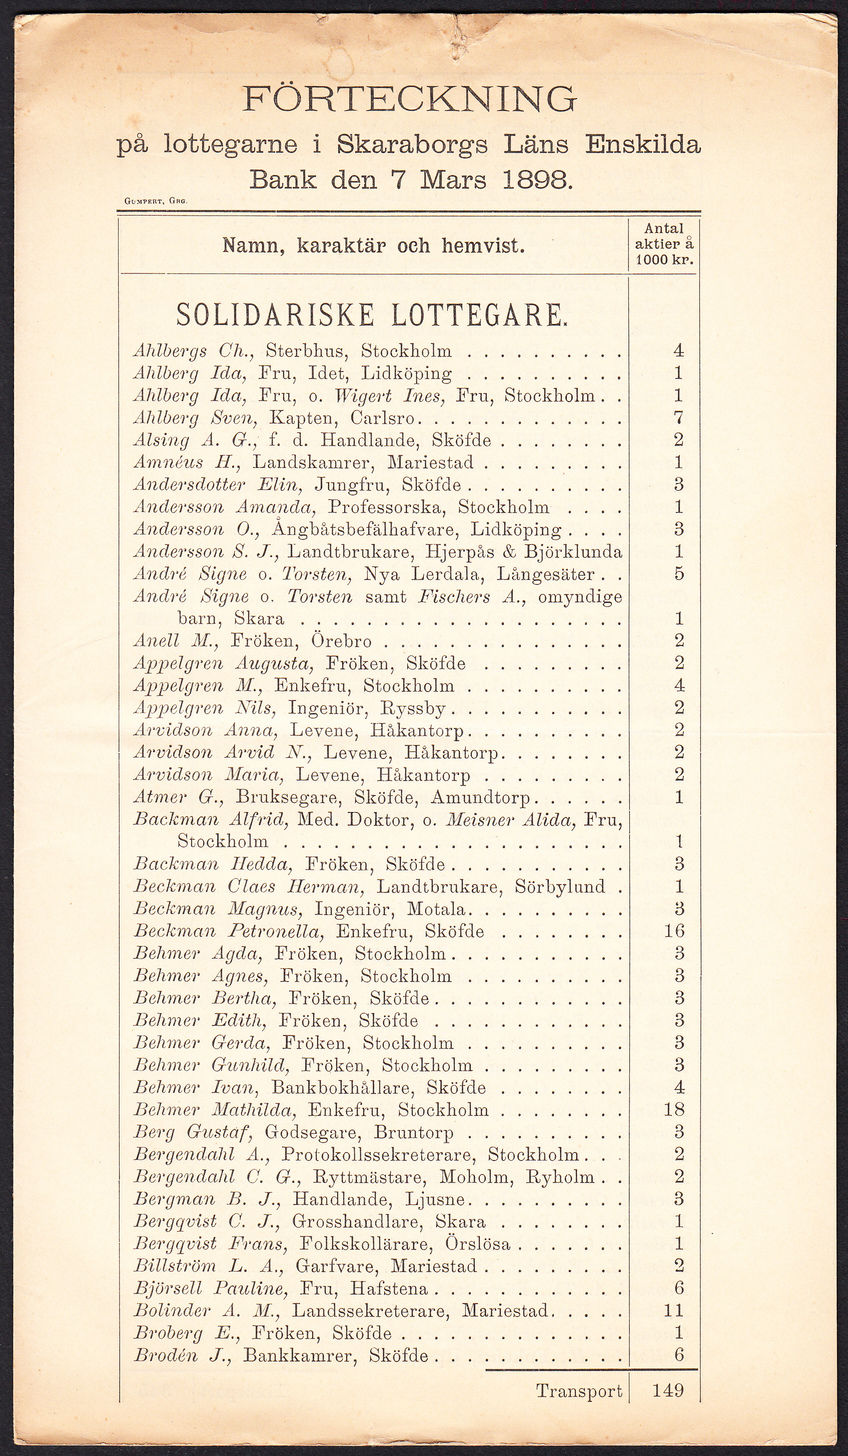 FÖRTECKNING
på lottegarne i Skaraborgs Läns Enskilda
Bank den 7 Mars 1898.
Gumpert, Gbg.
Namn, karaktär och hemvist.
Antal
aktier à
1000 kr.
SOLIDARISKE LOTTEGARE.
Ahlbergs Ch., Sterbhus, Stockholm . . . . . . . . . . 4
Ahlberg Ida, Fru, Idet, Lidköping . . . . . . . . . . 1
Ahlberg Ida, Fru, o. Wigert Ines, Fru, Stockholm . . 1
Ahlberg Sven, Kapten, Carlsro . . . . . . . . . . . . . 7
Alsing A. G., f. d. Handlande, Sköfde . . . . . . . . 2
Amnéus H., Landskamrer, Mariestad . . . . . . . . . 1
Andersdotter Elin, Jungfru, Sköfde . . . . . . . . . . 3
Andersson Amanda, Professorska, Stockholm . . . . 1
Andersson O., Ångbåtsbefälhafvare, Lidköping . . . . 3
Andersson S. J., Landtbrukare, Hjerpås & Björklunda 1
André Signe o. Torsten, Nya Lerdala, Långesäter . . 5
André Signe o. Torsten samt Fischers A., omyndige
barn, Skara . . . . . . . . . . . . . . . . . . . . 1
Anell M., Fröken, Örebro . . . . . . . . . . . . . . . 2
Appelgren Augusta, Fröken, Sköfde . . . . . . . . . 2
Appelgren M., Enkefru, Stockholm . . . . . . . . . . 4
Appelgren Nils, Ingeniör, Ryssby . . . . . . . . . . . 2
Arvidson Anna, Levene, Håkantorp . . . . . . . . . . 2
Arvidson Arvid N., Levene, Håkantorp . . . . . . . . 2
Arvidson Maria, Levene, Håkantorp . . . . . . . . . 2
Atmer G., Bruksegare, Sköfde, Amundtorp . . . . . . 1
Backman Alfrid, Med. Doktor, o. Meisner Alida, Fru,
Stockholm . . . . . . . . . . . . . . . . . . . . . 1
Backman Hedda, Fröken, Sköfde . . . . . . . . . . . 3
Beckman Claes Herman, Landtbrukare, Sörbylund . 1
Beckman Magnus, Ingeniör, Motala . . . . . . . . . . 3
Beckman Petronella, Enkefru, Sköfde . . . . . . . . 16
Behmer Agda, Fröken, Stockholm . . . . . . . . . . . 3
Behmer Agnes, Fröken, Stockholm . . . . . . . . . . 3
Behmer Bertha, Fröken, Sköfde . . . . . . . . . . . . 3
Behmer Edith, Fröken, Sköfde . . . . . . . . . . . . 3
Behmer Gerda, Fröken, Stockholm . . . . . . . . . . 3
Behmer Gunhild, Fröken, Stockholm . . . . . . . . . 3
Behmer Ivan, Bankbokhållare, Sköfde . . . . . . . . 4
Behmer Mathilda, Enkefru, Stockholm . . . . . . . . 18
Berg Gustaf, Godsegare, Bruntorp . . . . . . . . . . 3
Bergendahl A., Protokollssekreterare, Stockholm . . . 2
Bergendahl C. G., Ryttmästare, Moholm, Ryholm . . 2
Bergman B. J., Handlande, Ljusne . . . . . . . . . . 3
Bergqvist C. J., Grosshandlare, Skara . . . . . . . . 1
Bergqvist Frans, Folkskollärare, Örslösa . . . . . . . 1
Billström L. A., Garfvare, Mariestad . . . . . . . . . 2
Björsell Pauline, Fru, Hafstena . . . . . . . . . . . . 6
Bolinder A. M., Landssekreterare, Mariestad . . . . . 11
Broberg E., Fröken, Sköfde . . . . . . . . . . . . . . 1
Brodén J., Bankkamrer, Sköfde . . . . . . . . . . . . 6
Transport 149